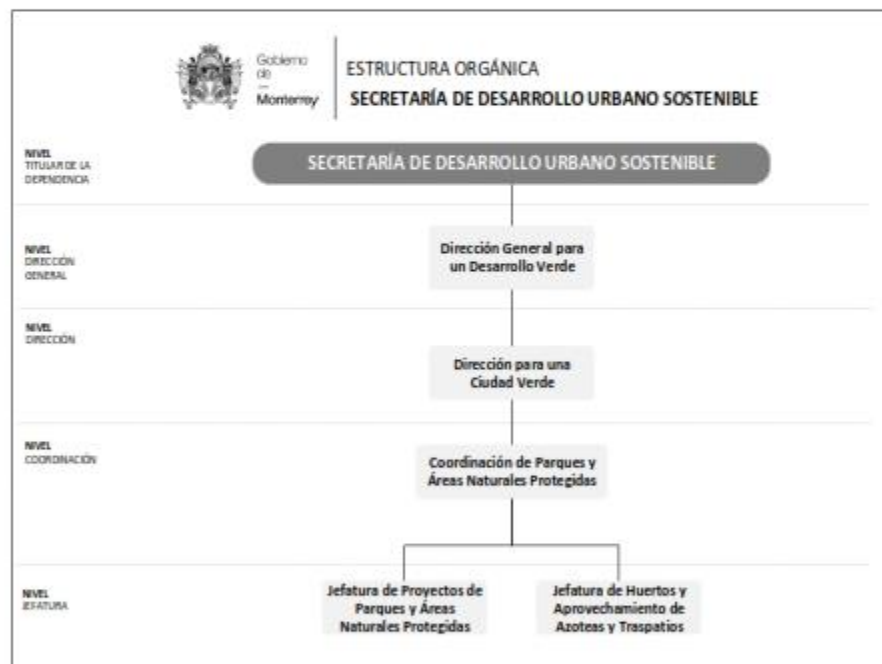 Gobierno
de
Monterrey
ESTRUCTURA ORGÁNICA
SECRETARÍA DE DESARROLLO URBANO SOSTENIBLE
NIVEL
TITULAR DE LA
DEPENDENCIA
SECRETARÍA DE DESARROLLO URBANO SOSTENIBLE
NIVEL
DIRECCIÓN
GENERAL
Dirección General para
un Desarrollo Verde
NIVEL
DIRECCIÓN
Dirección para una
Ciudad Verde
NIVEL
COORDINACIÓN
Coordinación de Parques y
Áreas Naturales Protegidas
NIVEL
JEFATURA
Jefatura de Proyectos de
Parques y Áreas
Naturales Protegidas
Jefatura de Huertos y
Aprovechamiento de
Azoteas y Traspatios